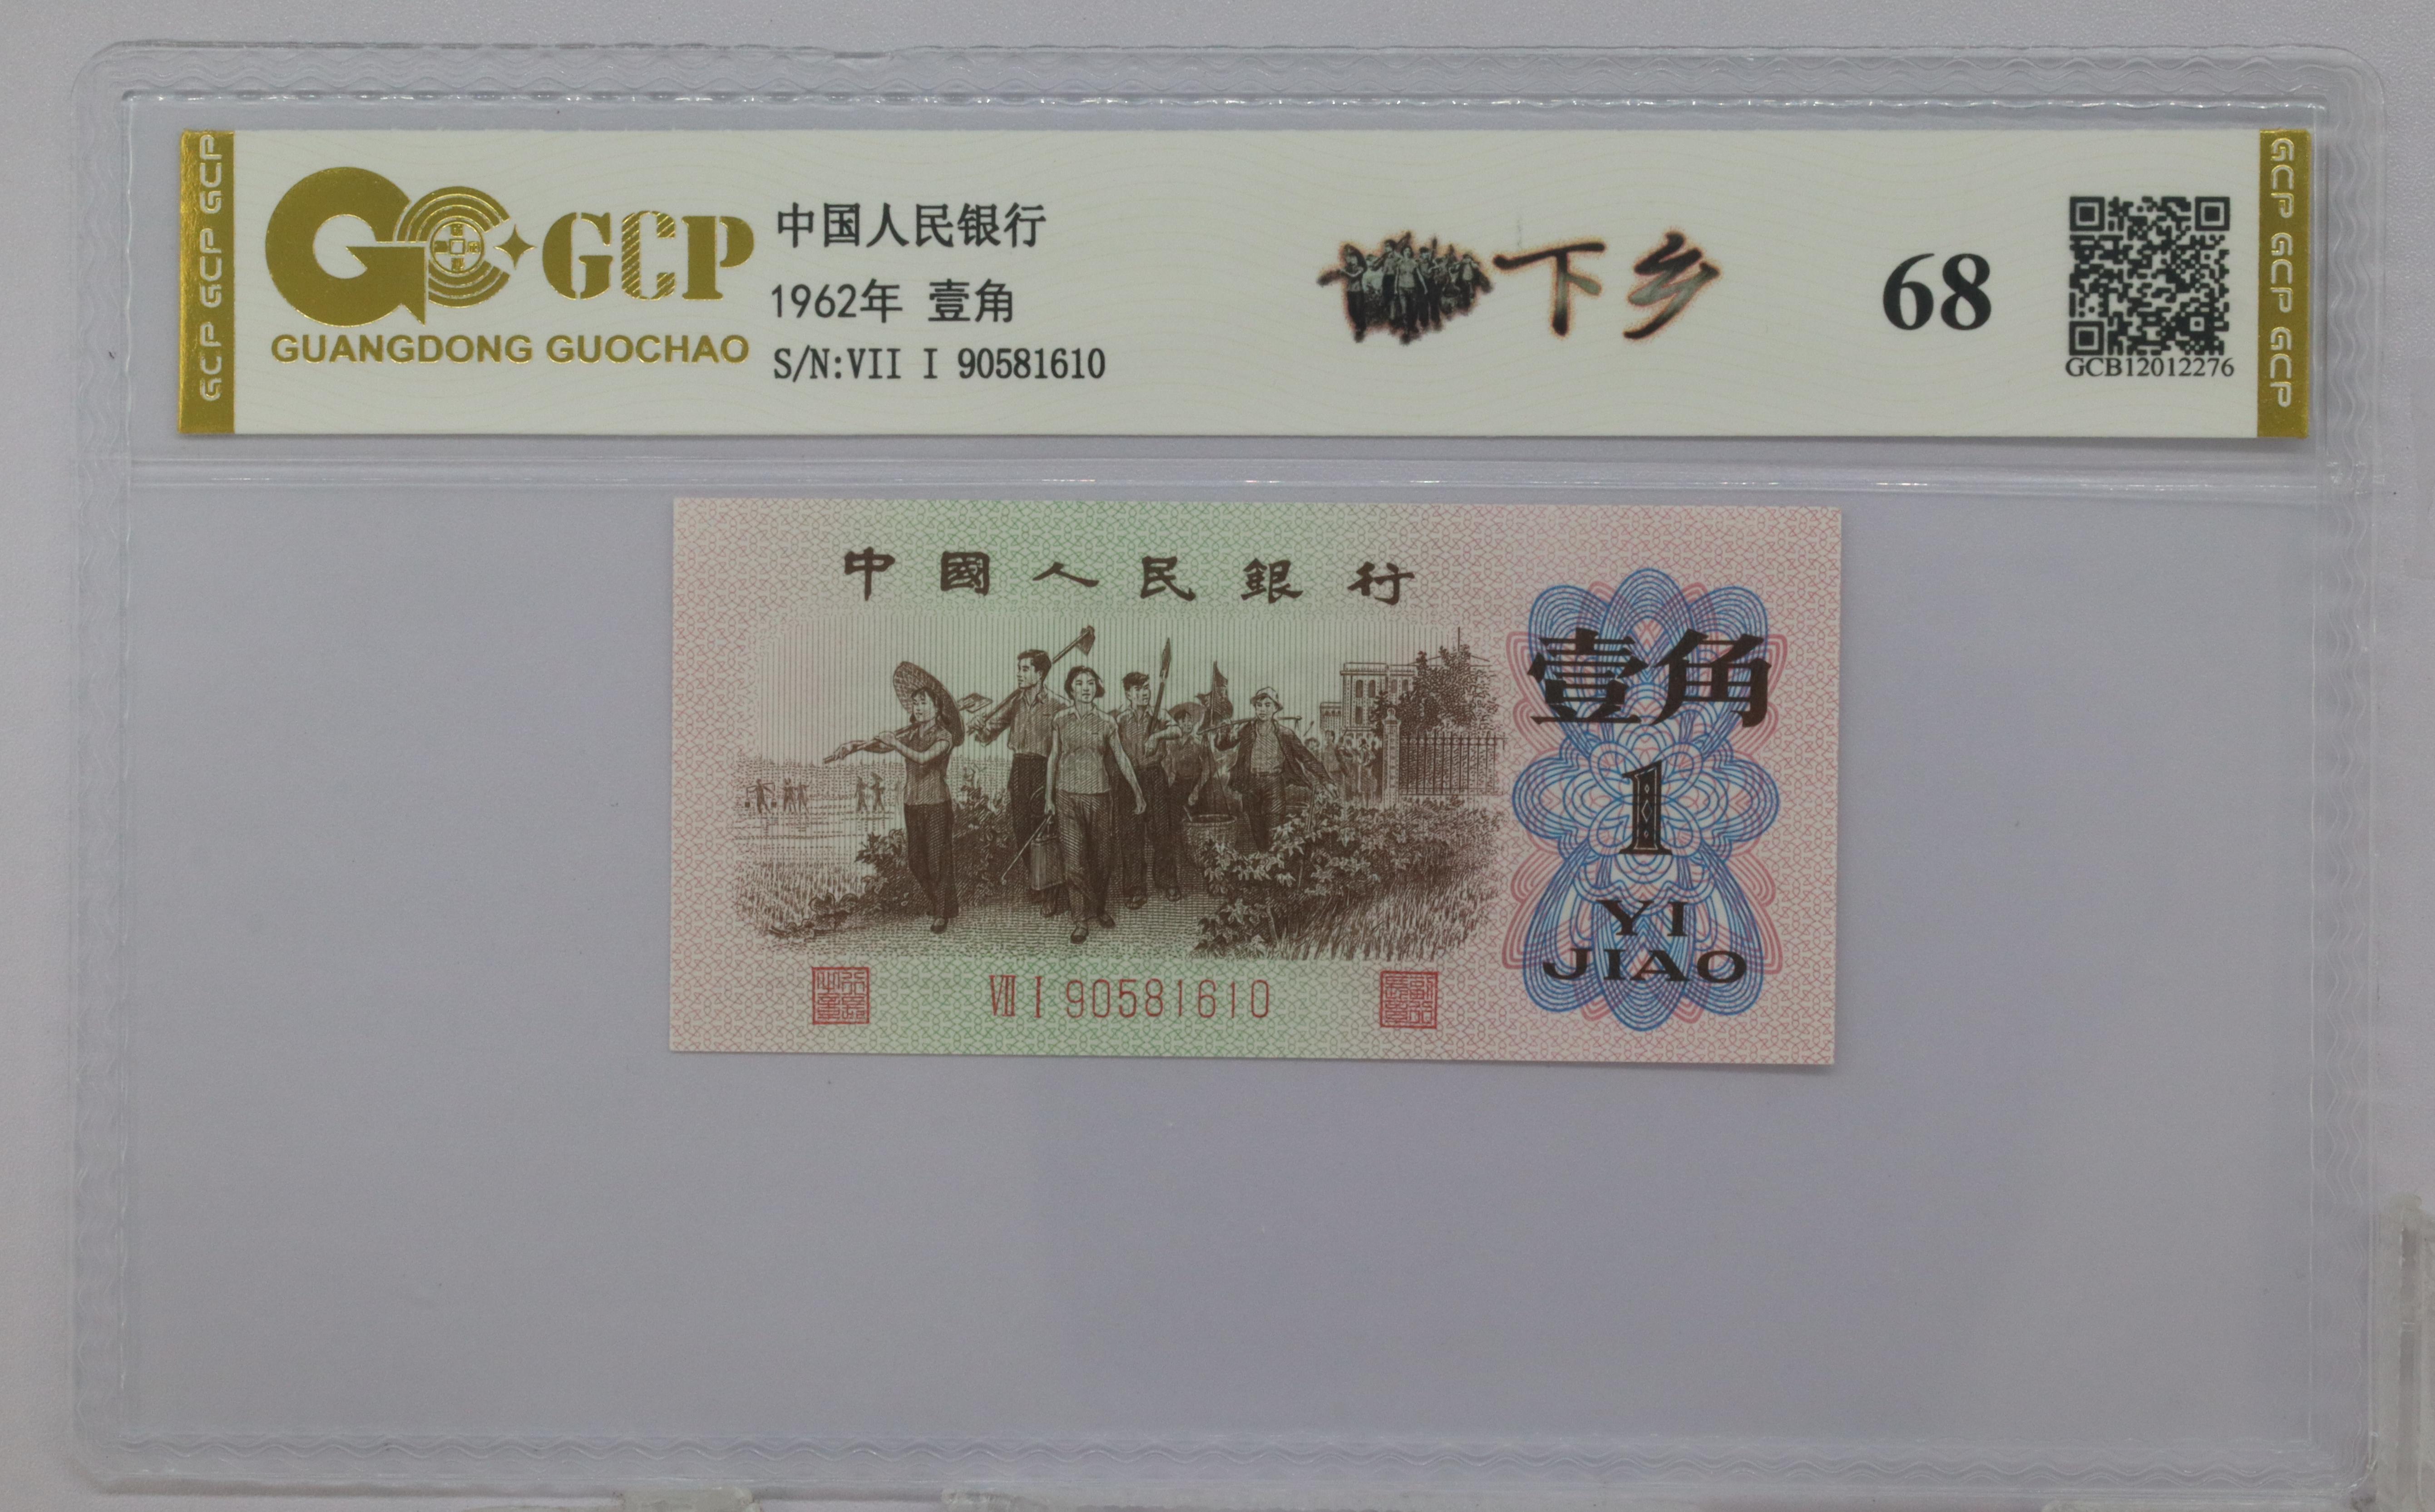 GCP GCP GCP
GCP
GUANGDONG GUOCHAO
中国人民银行
1962年 壹角
S/N:VII I 90581610
下乡
68
GCB12012276
GCP GCP GCP
中國人民銀行
壹角
1
YI
JIAO
VII I 90581610